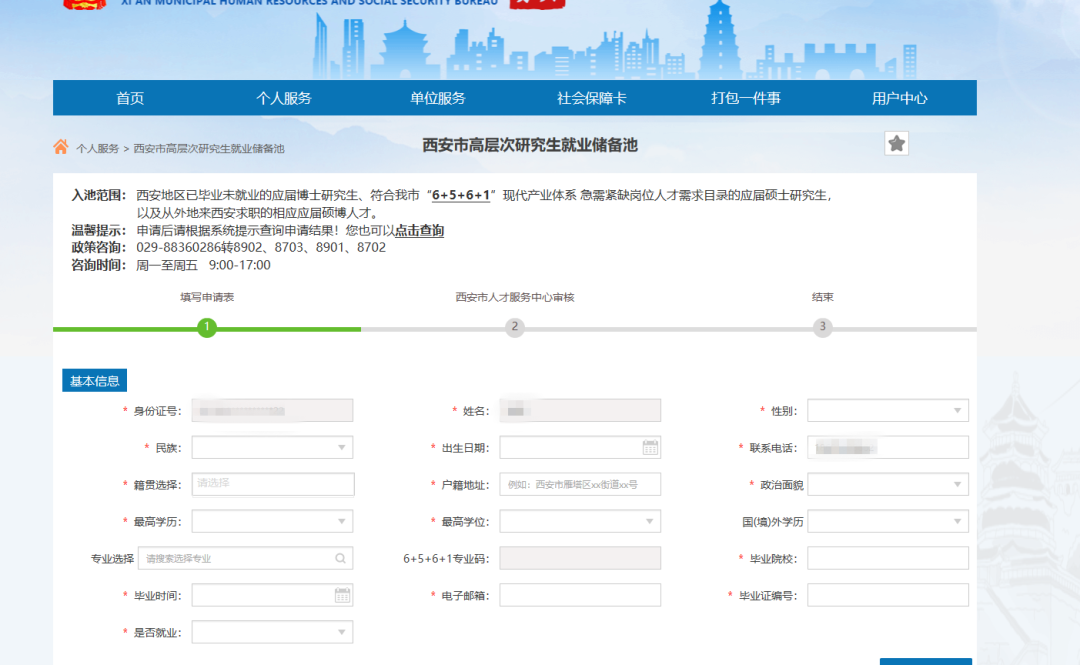 XI'AN MUNICIPAL HUMAN RESOURCES AND SOCIAL SECURITY BUREAU
首页 个人服务 单位服务 社会保障卡 打包一件事 用户中心
个人服务 > 西安市高层次研究生就业储备池
西安市高层次研究生就业储备池
入池范围： 西安地区已毕业未就业的应届博士研究生、符合我市“6+5+6+1”现代产业体系 急需紧缺岗位人才需求目录的应届硕士研究生，
以及从外地来西安求职的相应应届硕博人才。
温馨提示： 申请后请根据系统提示查询申请结果！您也可以点击查询
政策咨询： 029-88360286转8902、8703、8901、8702
咨询时间： 周一至周五 9:00-17:00
填写申请表 西安市人才服务中心审核 结束
1 2 3
基本信息
* 身份证号： * 姓名： * 性别：
* 民族： * 出生日期： * 联系电话：
* 籍贯选择： 请选择 * 户籍地址： 例如：西安市雁塔区xx街道xx号 * 政治面貌
* 最高学历： * 最高学位： 国(境)外学历
专业选择 请搜索选择专业 6+5+6+1专业码： * 毕业院校：
* 毕业时间： * 电子邮箱： * 毕业证编号：
* 是否就业：